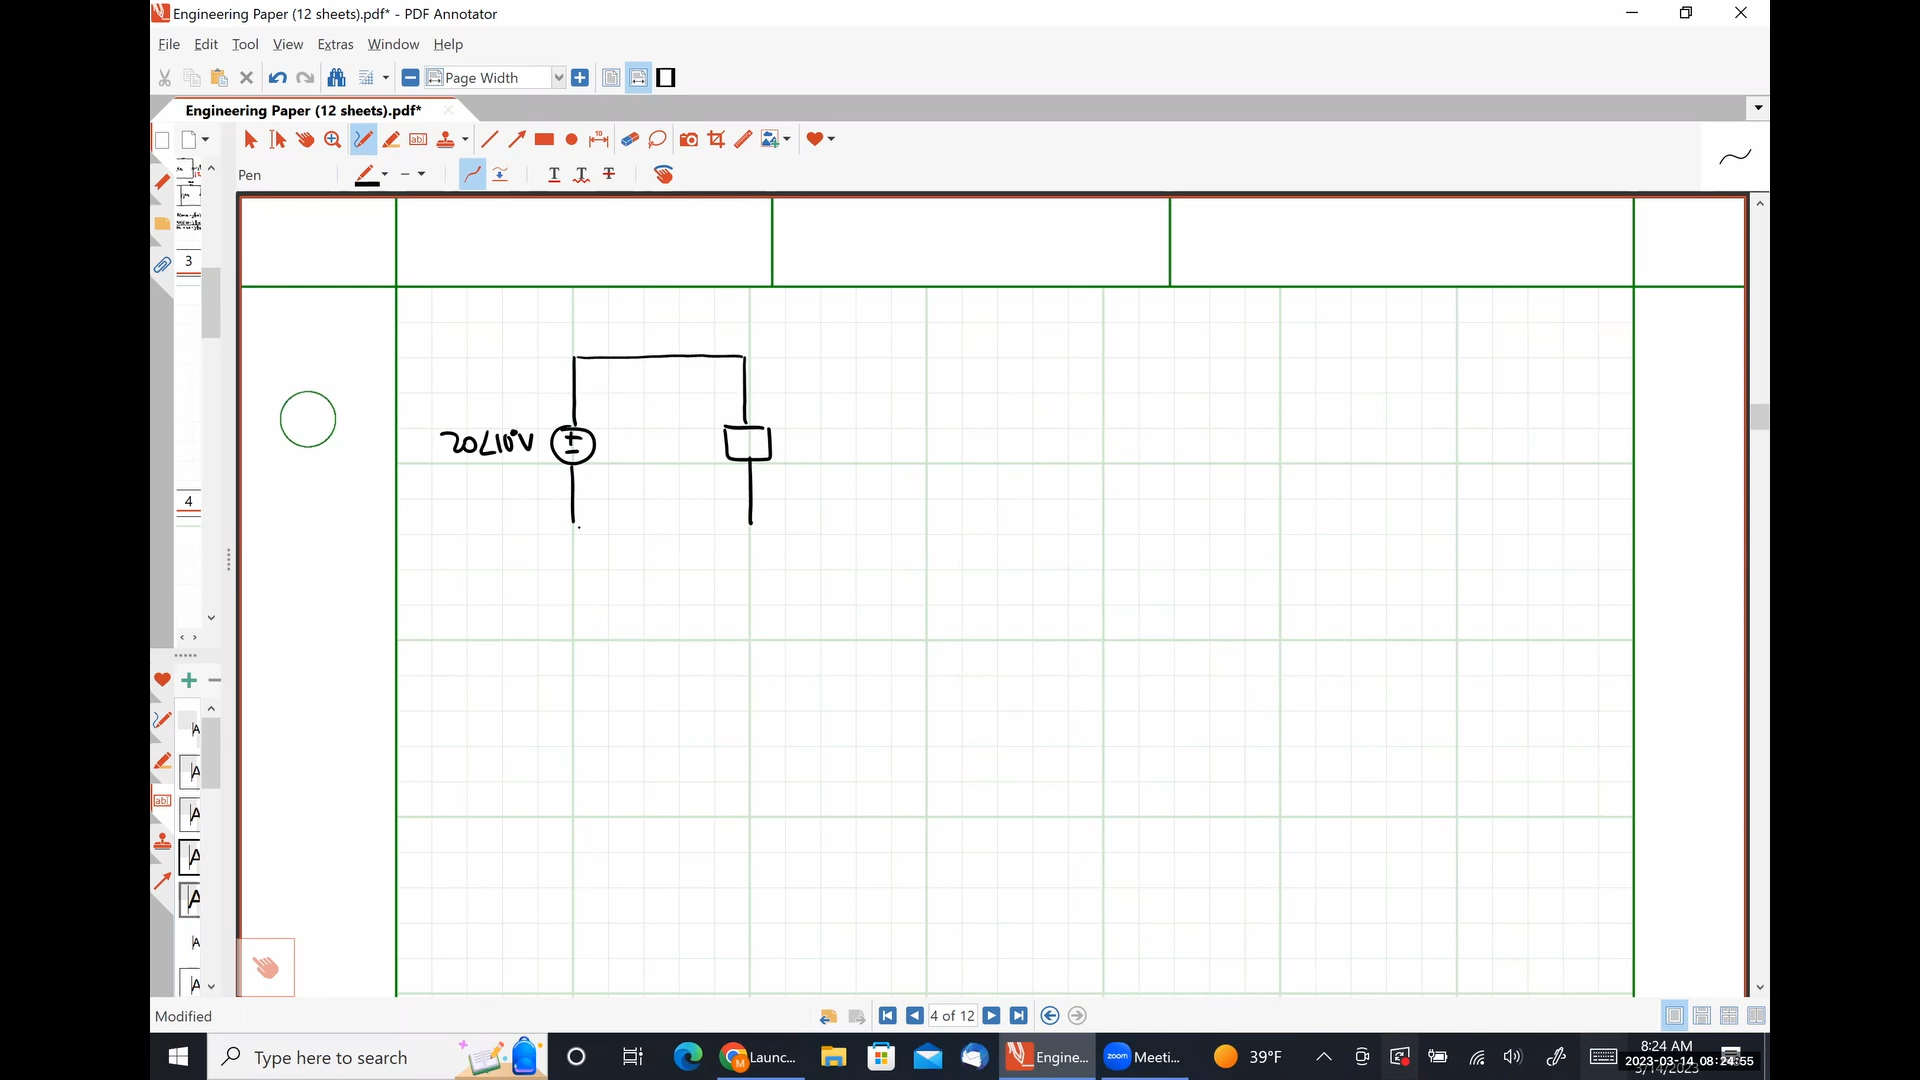 Engineering Paper (12 sheets).pdf* - PDF Annotator
File Edit Tool View Extras Window Help
Page Width
Engineering Paper (12 sheets).pdf*
Pen
3
4
20∠10°V
Modified
4 of 12
Type here to search
Launc...
Engine...
zoom
Meeti...
39°F
8:24 AM
2023-03-14 08:24:55